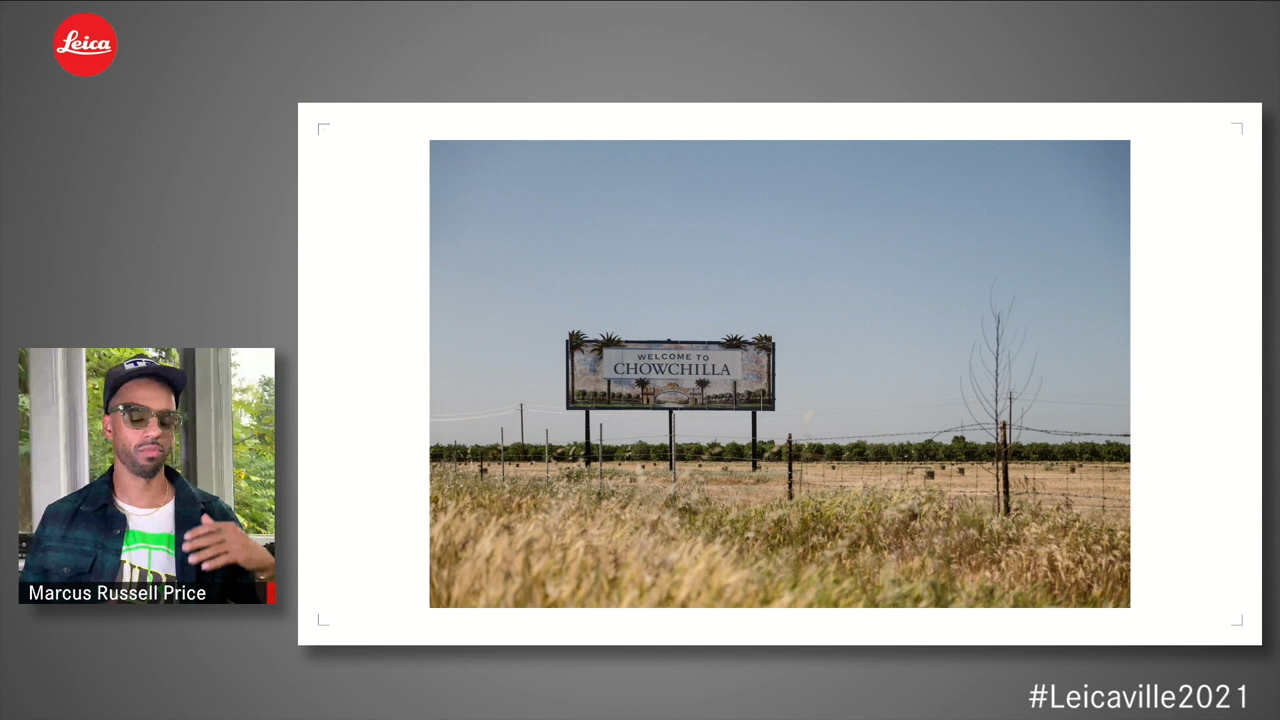 Leica
WELCOME TO
CHOWCHILLA
Marcus Russell Price
#Leicaville2021